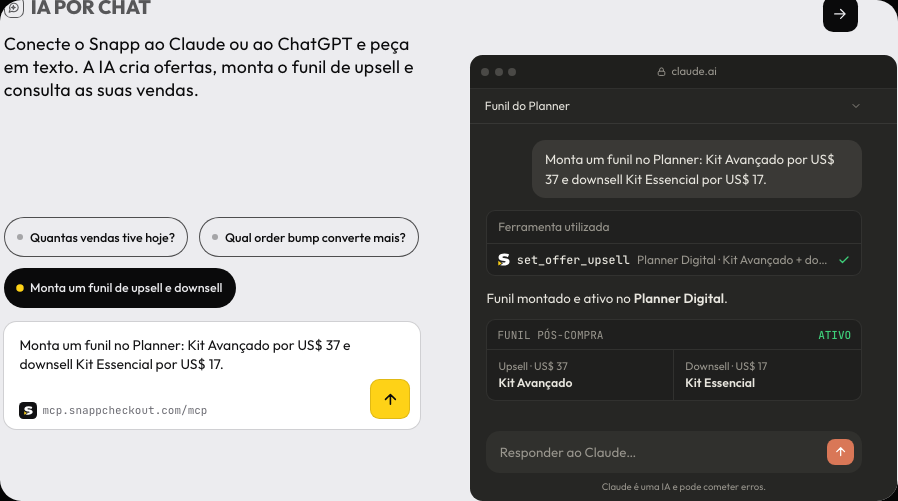 IA POR CHAT
Conecte o Snapp ao Claude ou ao ChatGPT e peça
em texto. A IA cria ofertas, monta o funil de upsell e
consulta as suas vendas.
Quantas vendas tive hoje?
Qual order bump converte mais?
Monta um funil de upsell e downsell
Monta um funil no Planner: Kit Avançado por US$ 37 e
downsell Kit Essencial por US$ 17.
S mcp.snappcheckout.com/mcp
claude.ai
Funil do Planner
Monta um funil no Planner: Kit Avançado por US$
37 e downsell Kit Essencial por US$ 17.
Ferramenta utilizada
S set_offer_upsell Planner Digital · Kit Avançado + do...
Funil montado e ativo no Planner Digital.
FUNIL PÓS-COMPRA ATIVO
Upsell · US$ 37
Kit Avançado
Downsell · US$ 17
Kit Essencial
Responder ao Claude...
Claude é uma IA e pode cometer erros.